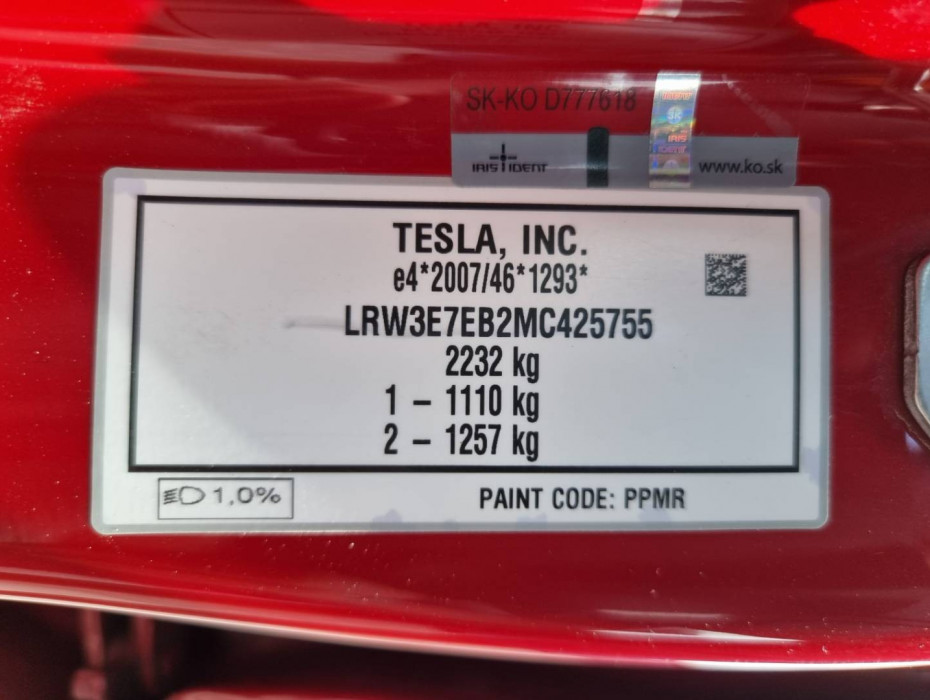 SK-KO D777618
IRIS IDENT
www.ko.sk
TESLA, INC.
e4*2007/46*1293*
LRW3E7EB2MC425755
2232 kg
1 – 1110 kg
2 – 1257 kg
1,0%
PAINT CODE: PPMR